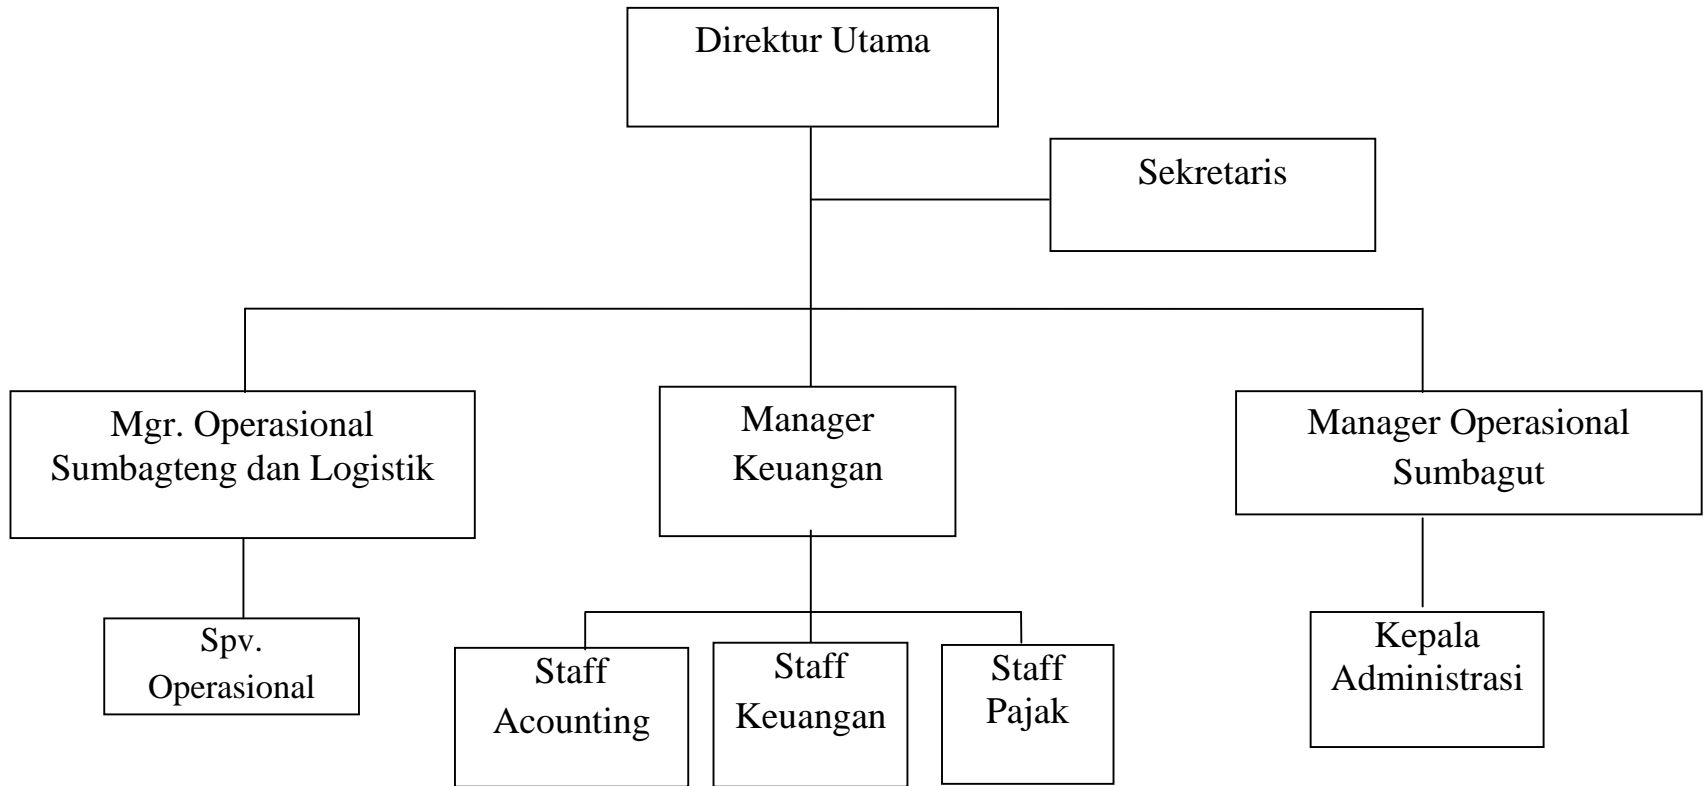 Direktur Utama
Sekretaris
Mgr. Operasional
Sumbagteng dan Logistik
Manager
Keuangan
Manager Operasional
Sumbagut
Spv.
Operasional
Staff
Acounting
Staff
Keuangan
Staff
Pajak
Kepala
Administrasi